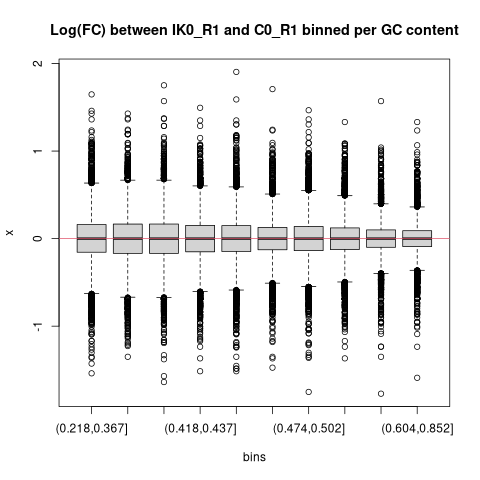 Log(FC) between IK0_R1 and C0_R1 binned per GC content
2
1
0
-1
x
(0.218,0.367]
(0.418,0.437]
(0.474,0.502]
(0.604,0.852]
bins